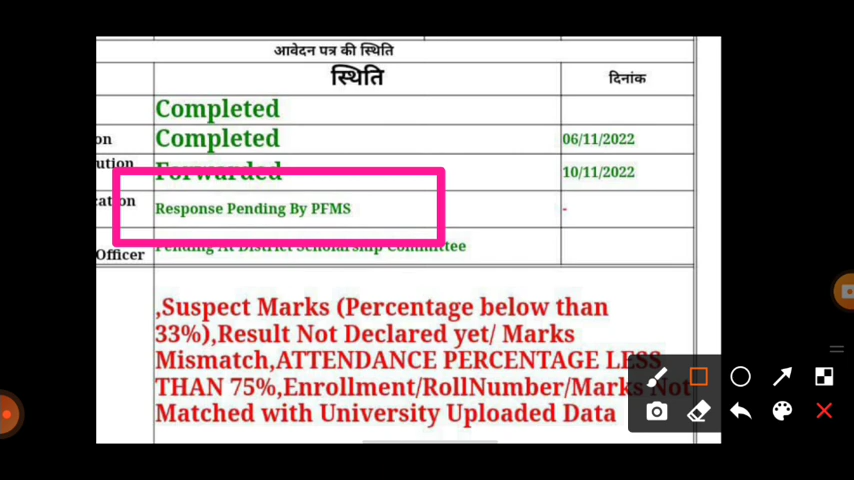 आवेदन पत्र की स्थिति
स्थिति दिनांक
Completed
on Completed 06/11/2022
ution Forwarded 10/11/2022
cation Response Pending By PFMS -
Officer Pending At District Scholarship Committee
,Suspect Marks (Percentage below than
33%),Result Not Declared yet/ Marks
Mismatch,ATTENDANCE PERCENTAGE LESS
THAN 75%,Enrollment/RollNumber/Marks Not
Matched with University Uploaded Data